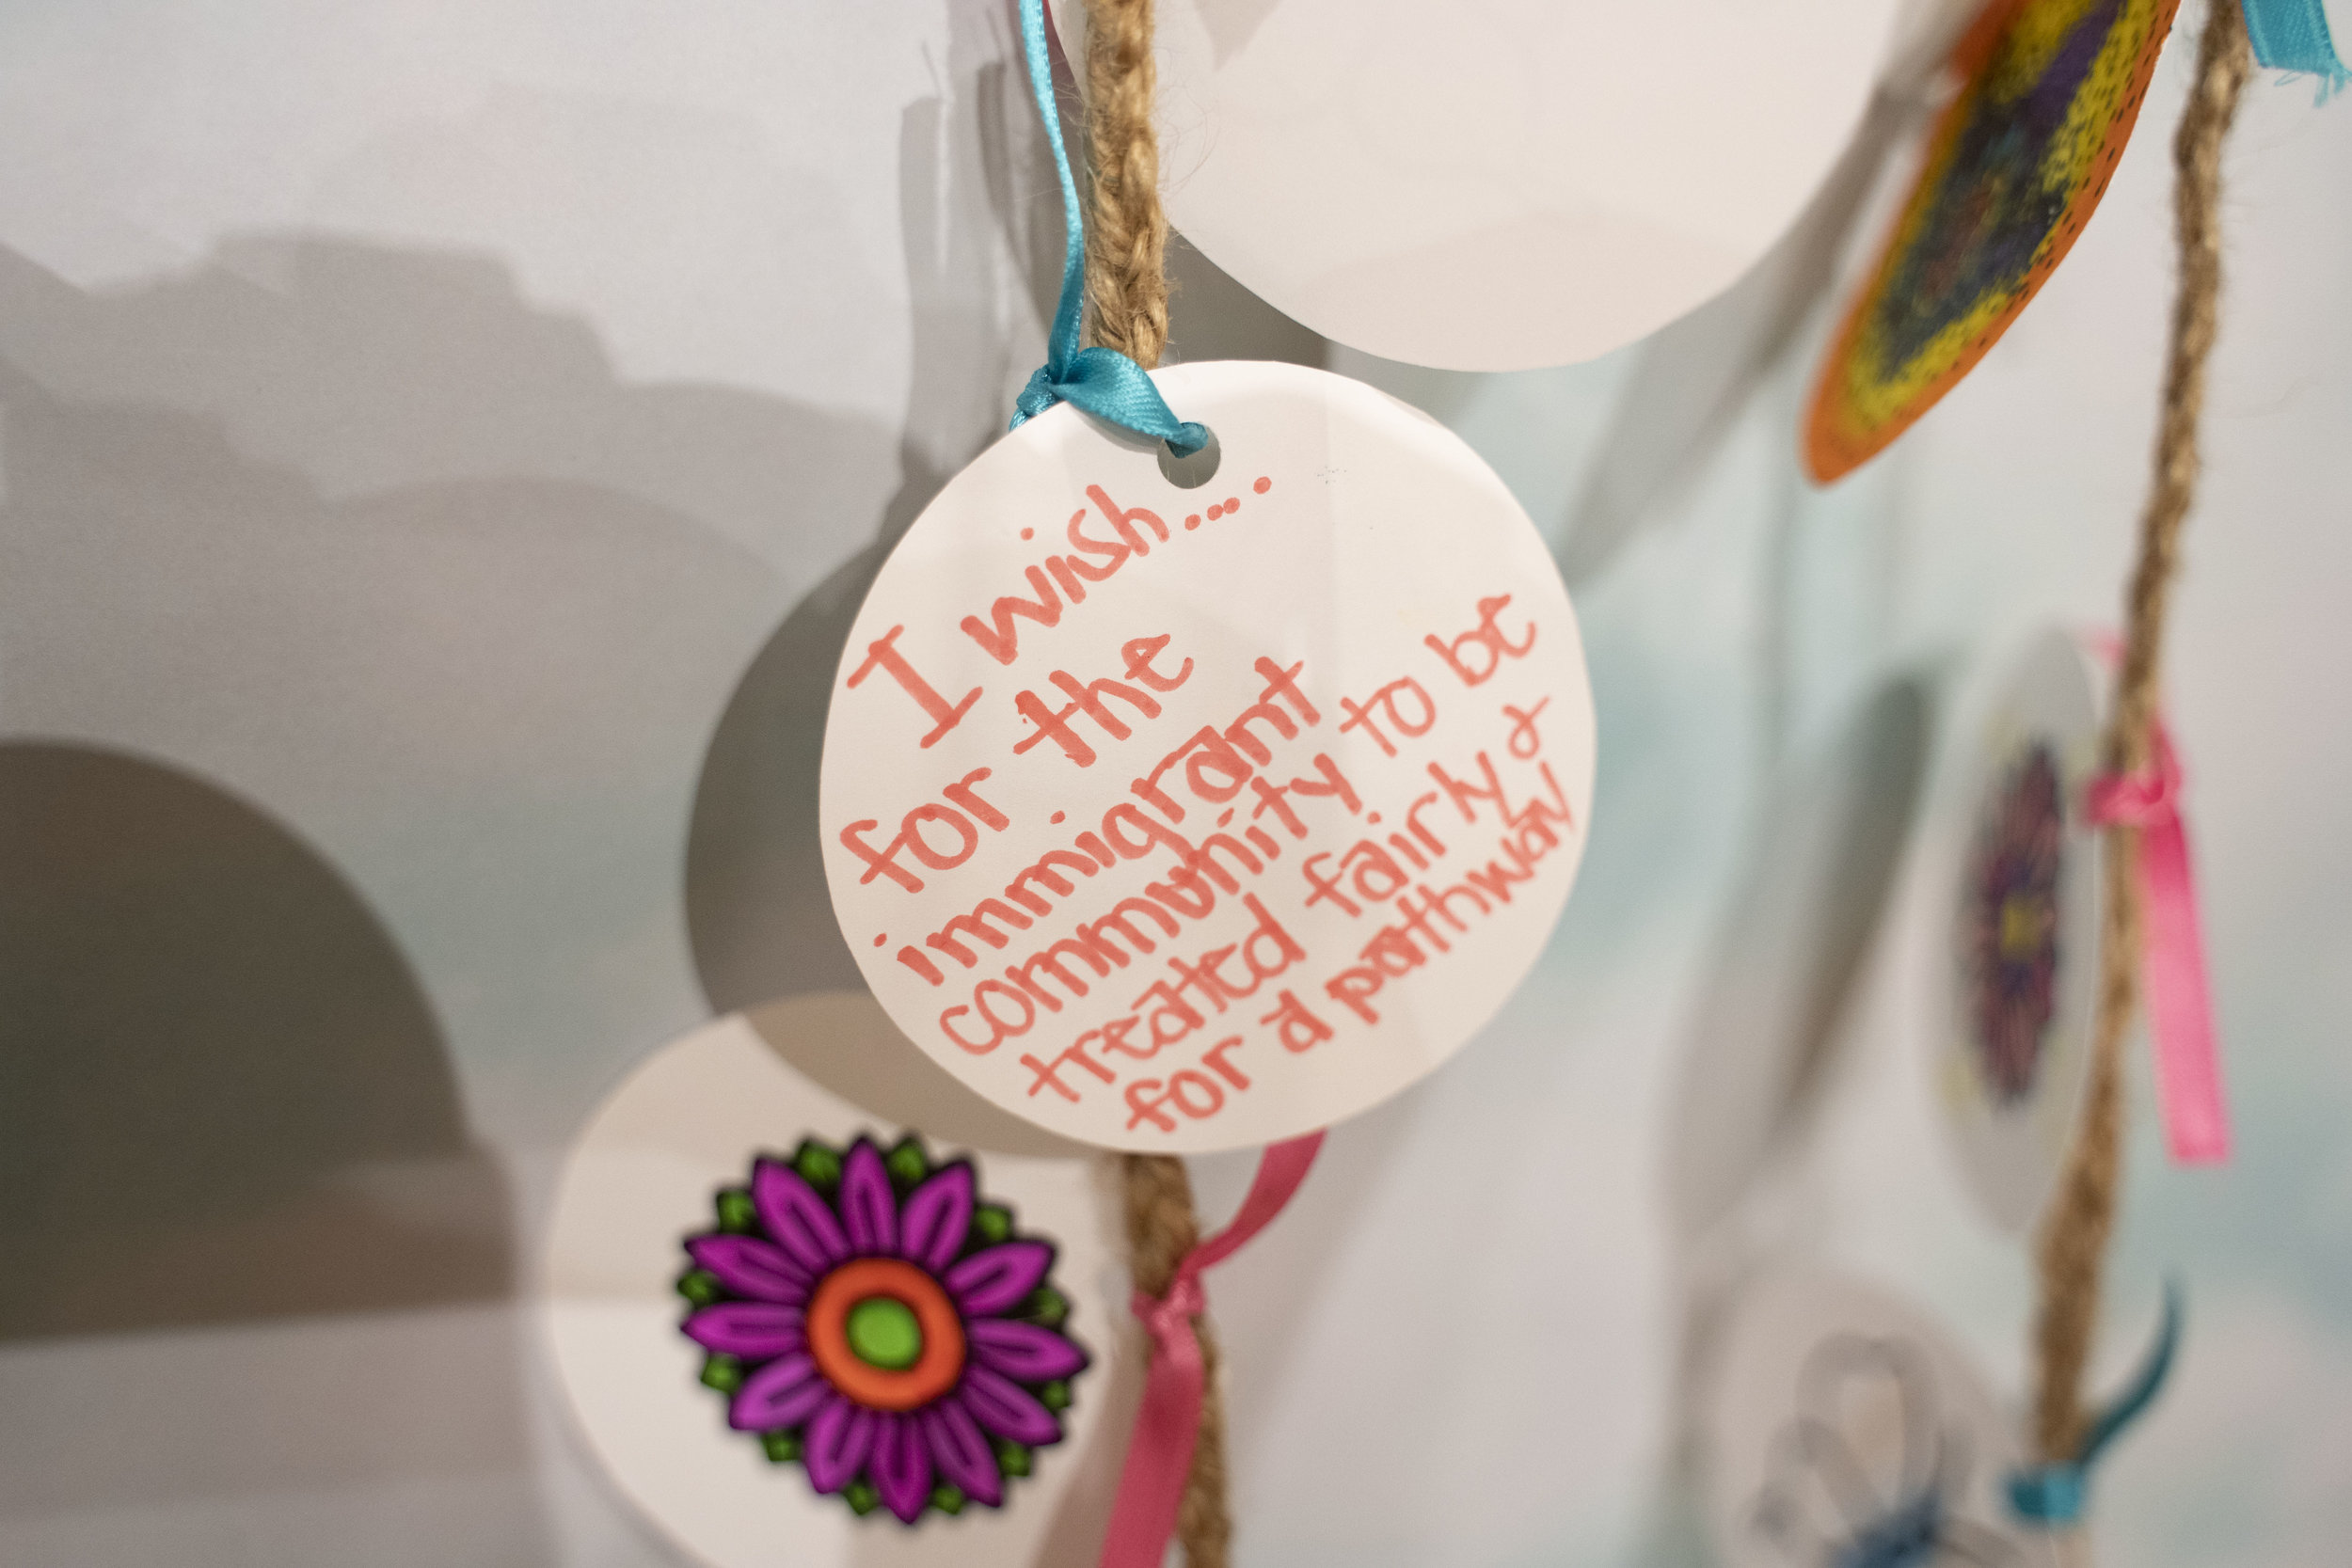 I wish....
for the
immigrant
community to be
treated fairly &
for a pathway